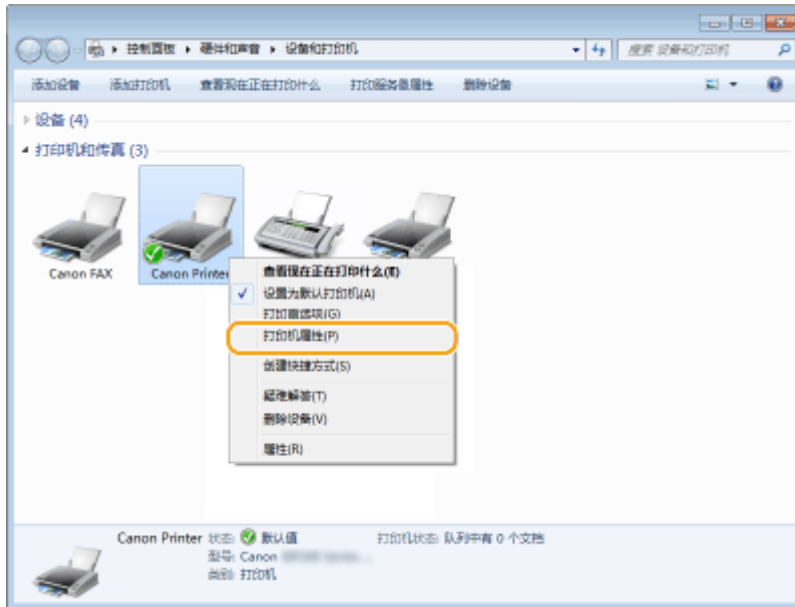 ▸ 控制面板 ▸ 硬件和声音 ▸ 设备和打印机
搜索 设备和打印机
添加设备 添加打印机 查看现在正在打印什么 打印服务器属性 删除设备
设备 (4)
打印机和传真 (3)
Canon FAX
Canon Printer
查看现在正在打印什么(E)
设置为默认打印机(A)
打印首选项(G)
打印机属性(P)
创建快捷方式(S)
疑难解答(T)
删除设备(V)
属性(R)
Canon Printer 状态: 默认值 打印机状态: 队列中有 0 个文档
型号: Canon
类别: 打印机